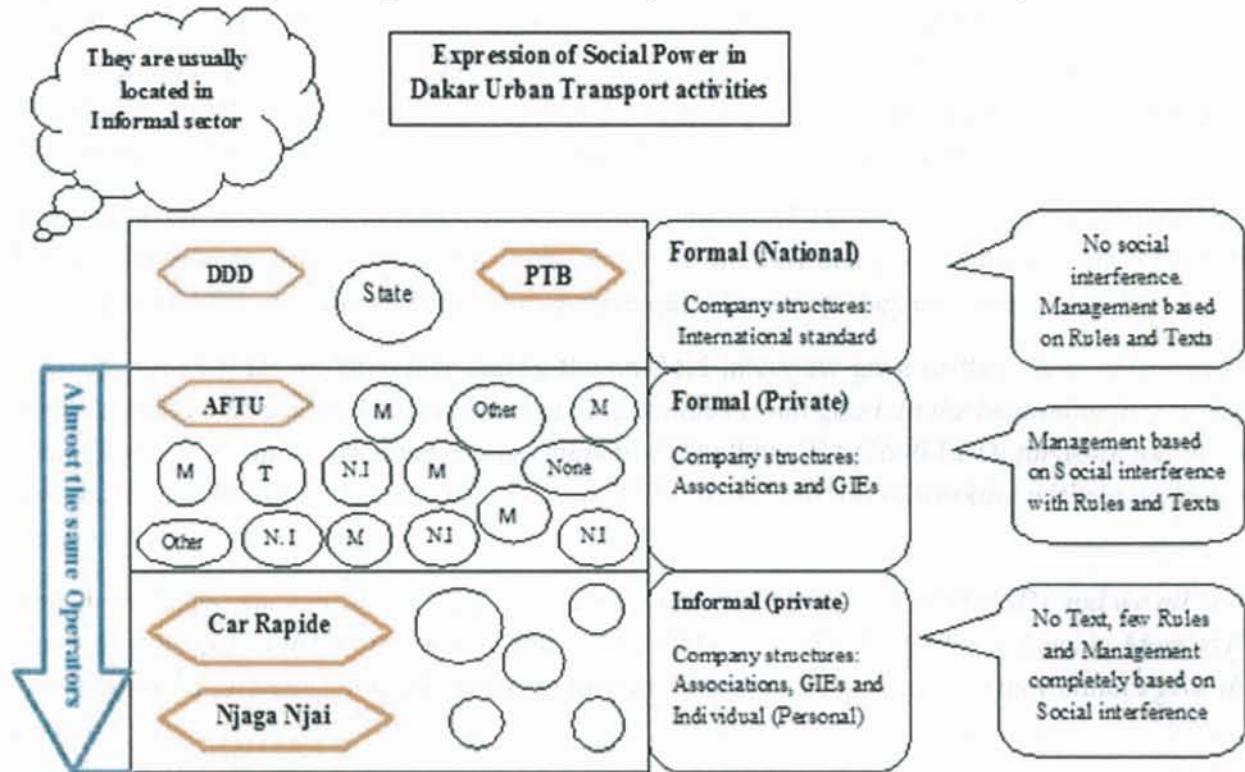 They are usually
located in
Informal sector
Expression of Social Power in
Dakar Urban Transport activities
DDD
State
PTB
Formal (National)
Company structures:
International standard
No social
interference.
Management based
on Rules and Texts
Almost the same Operators
AFTU
M
Other
M
M
T
N.I
M
None
M
Other
N. I
M
N.I
N.I
Formal (Private)
Company structures:
Associations and GIEs
Management based
on Social interference
with Rules and Texts
Car Rapide
Njaga Njai
Informal (private)
Company structures:
Associations, GIEs and
Individual (Personal)
No Text, few Rules
and Management
completely based on
Social interference